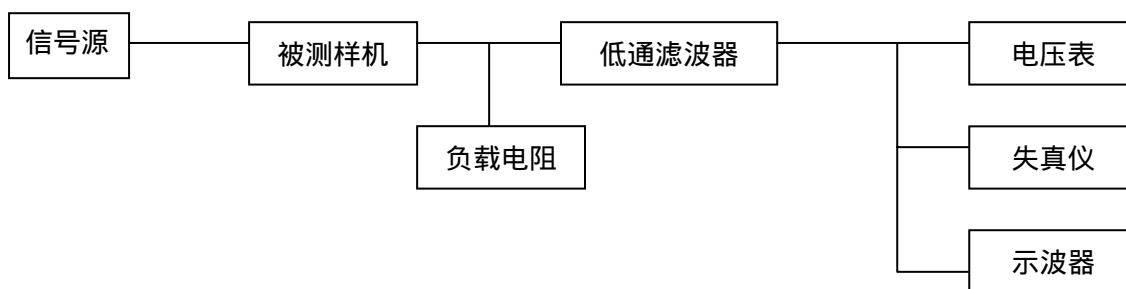 信号源
被测样机
低通滤波器
电压表
负载电阻
失真仪
示波器